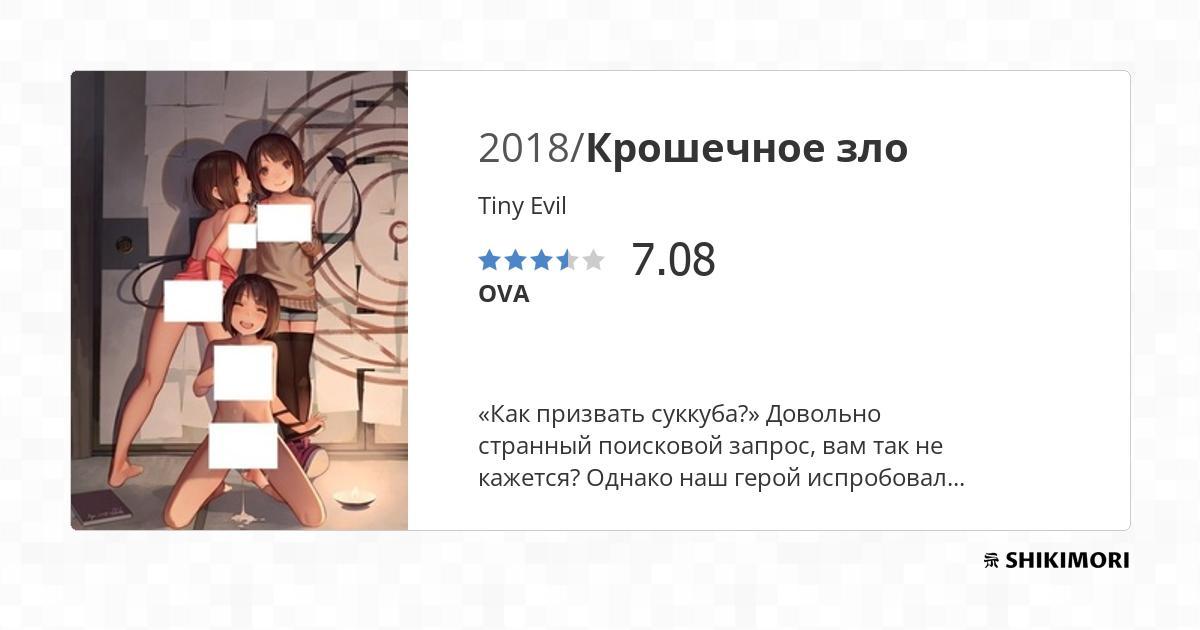 2018/Крошечное зло
Tiny Evil
7.08
OVA
«Как призвать суккуба?» Довольно
странный поисковой запрос, вам так не
кажется? Однако наш герой испробовал...
SHIKIMORI